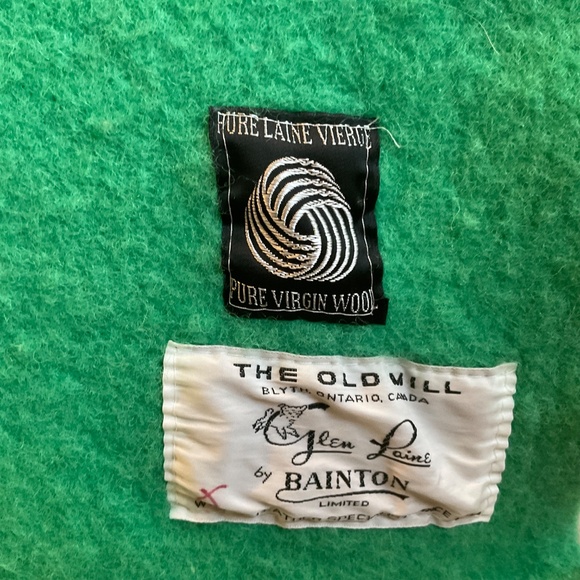 PURE LAINE VIERGE
PURE VIRGIN WOOL
THE OLD MILL
BLYTH, ONTARIO, CANADA
Glen Laine
by BAINTON
LIMITED